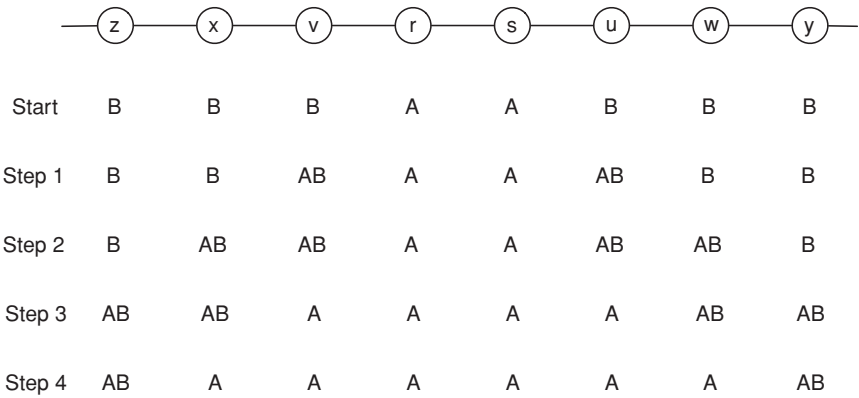 z x v r s u w y
Start B B B A A B B B
Step 1 B B AB A A AB B B
Step 2 B AB AB A A AB AB B
Step 3 AB AB A A A A AB AB
Step 4 AB A A A A A A AB